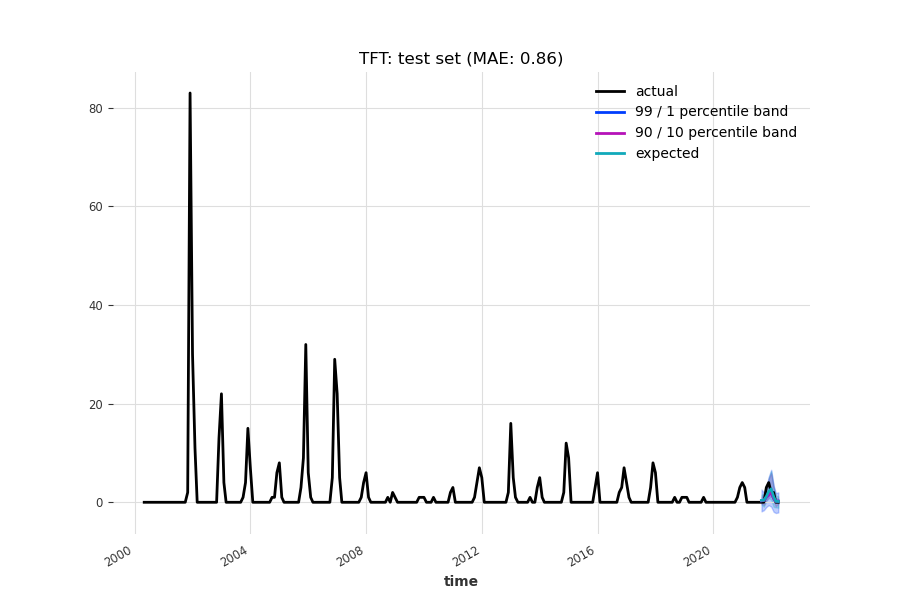 TFT: test set (MAE: 0.86)
actual
99 / 1 percentile band
90 / 10 percentile band
expected
80
60
40
20
0
2000
2004
2008
2012
2016
2020
time